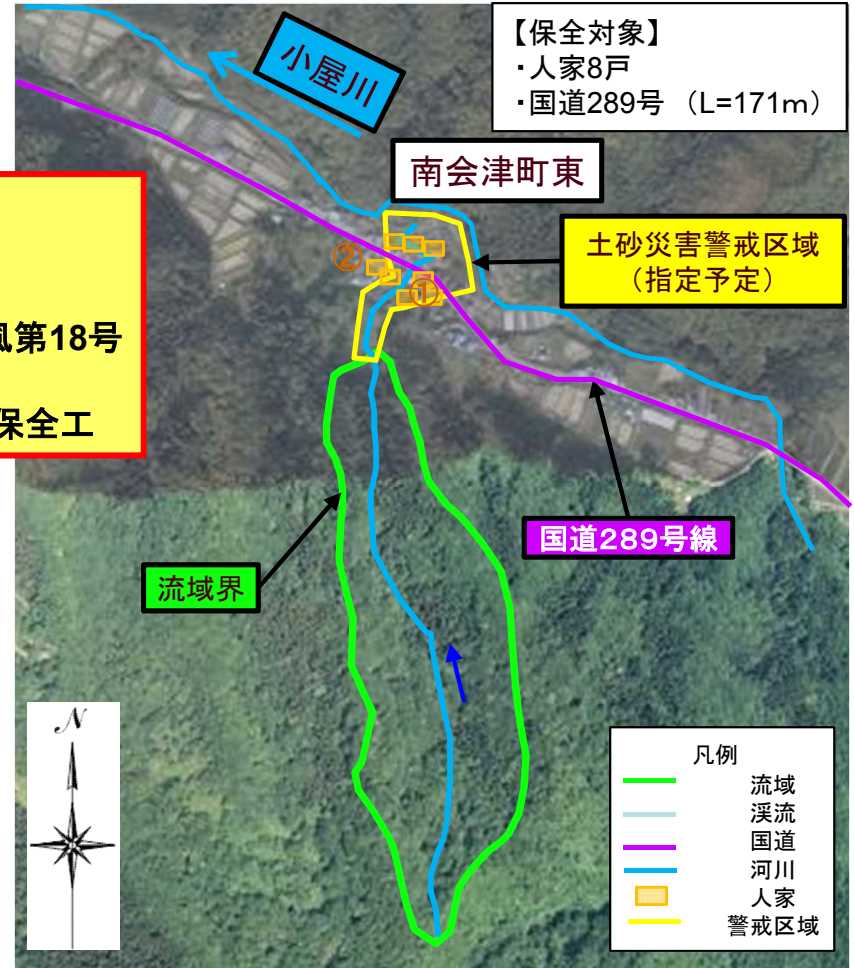 【保全対象】
・人家8戸
・国道289号 （L=171m）
小屋川
南会津町東
土砂災害警戒区域
（指定予定）
②
①
風第18号
保全工
国道289号線
流域界
N
凡例
流域
渓流
国道
河川
人家
警戒区域